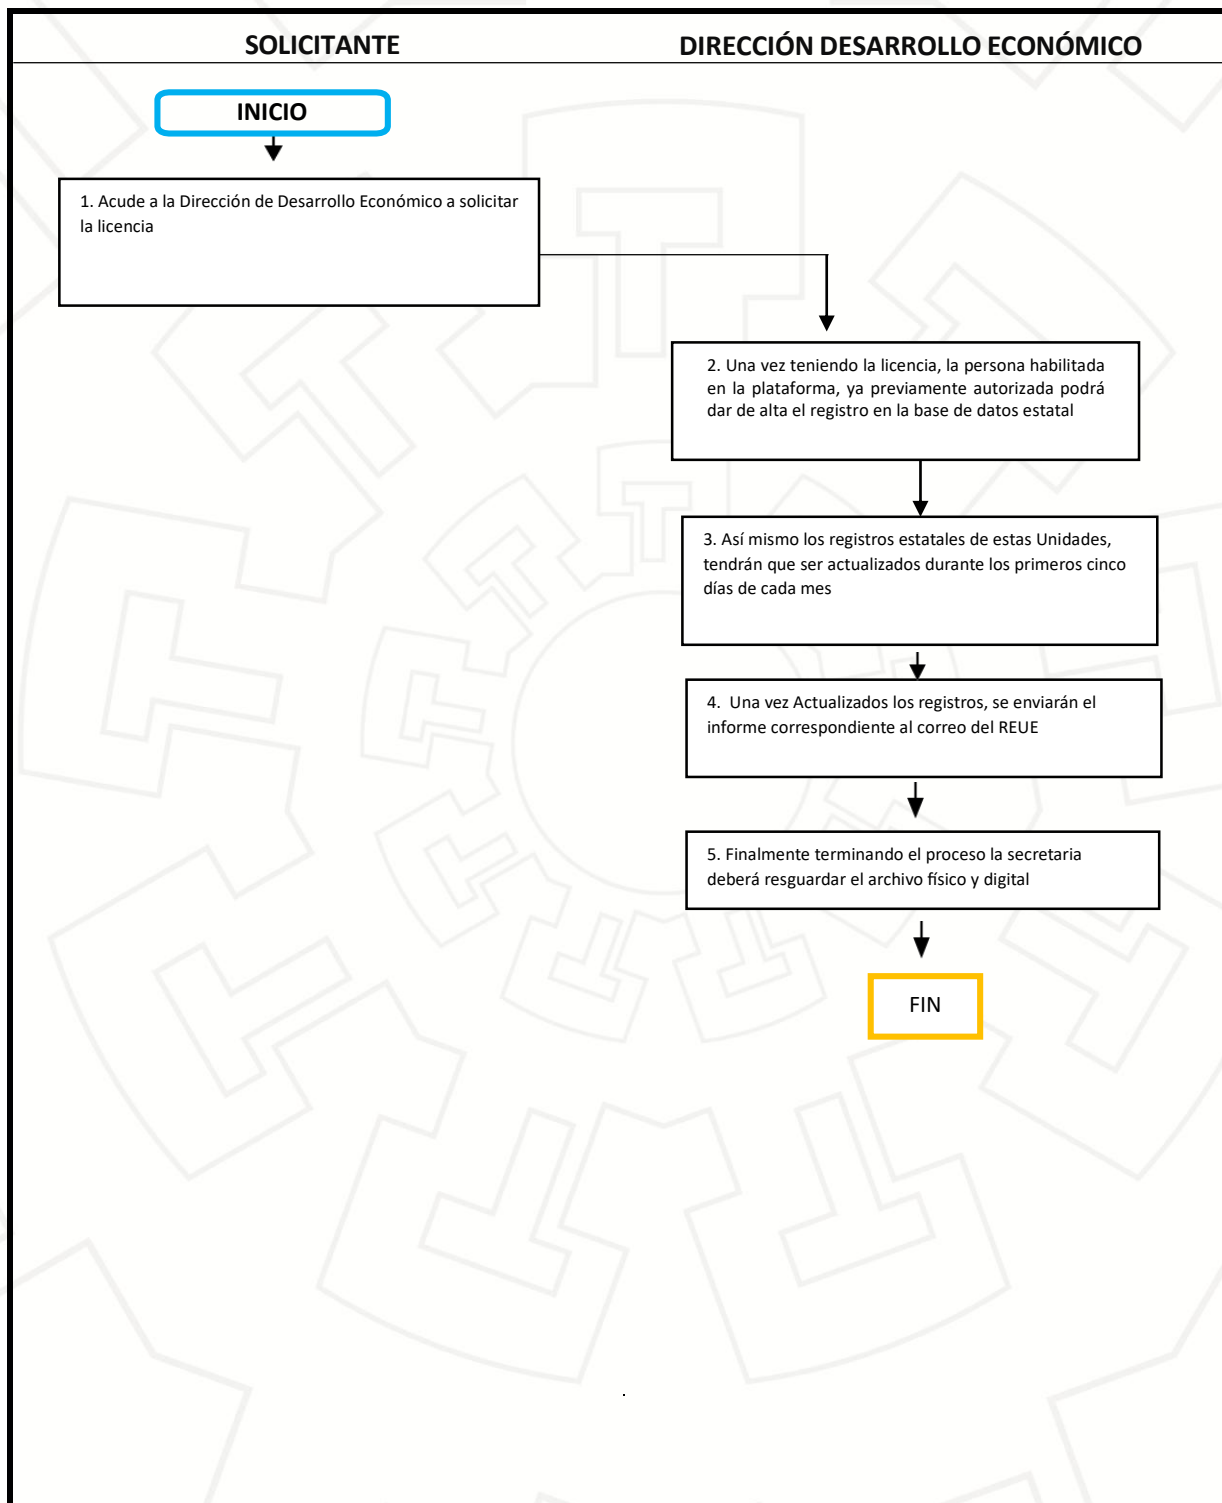 SOLICITANTE
DIRECCIÓN DESARROLLO ECONÓMICO
INICIO
1. Acude a la Dirección de Desarrollo Económico a solicitar
la licencia
2. Una vez teniendo la licencia, la persona habilitada
en la plataforma, ya previamente autorizada podrá
dar de alta el registro en la base de datos estatal
3. Así mismo los registros estatales de estas Unidades,
tendrán que ser actualizados durante los primeros cinco
días de cada mes
4. Una vez Actualizados los registros, se enviarán el
informe correspondiente al correo del REUE
5. Finalmente terminando el proceso la secretaria
deberá resguardar el archivo físico y digital
FIN
.